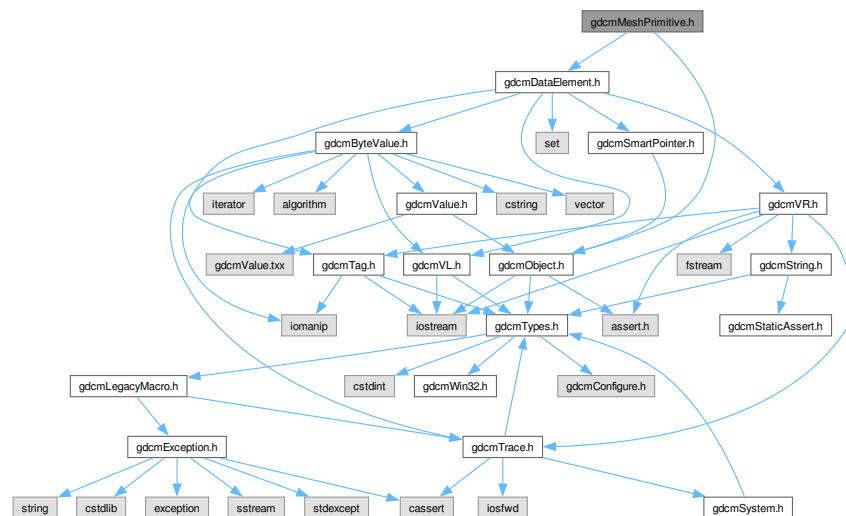 gdcmMeshPrimitive.h
gdcmDataElement.h
gdcmByteValue.h
set
gdcmSmartPointer.h
iterator
algorithm
gdcmValue.h
cstring
vector
gdcmVR.h
gdcmValue.txx
gdcmTag.h
gdcmVL.h
gdcmObject.h
fstream
gdcmString.h
iomanip
iostream
gdcmTypes.h
assert.h
gdcmStaticAssert.h
gdcmLegacyMacro.h
cstdint
gdcmWin32.h
gdcmConfigure.h
gdcmException.h
gdcmTrace.h
string
cstdlib
exception
sstream
stdexcept
cassert
iosfwd
gdcmSystem.h